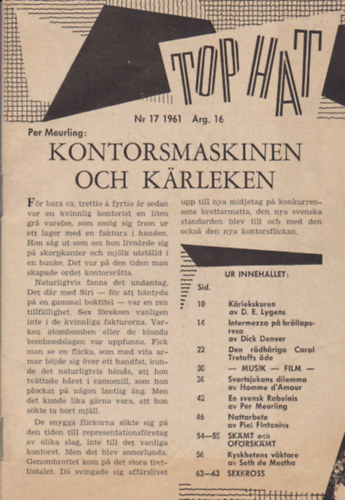 TOP HAT
Nr 17 1961 Årg. 16
Per Meurling:
KONTORSMASKINEN
OCH KÄRLEKEN
För bara ca. trettio à fyrtio år sedan
var en kvinnlig kontorist en liten
grå varelse, som smög sig fram ur
ett lager med en faktura i handen.
Hon såg ut som om hon livnärde sig
på skorpkanter och mjölk utställd i
en bunke. Det var på den tiden man
skapade ordet kontorsråtta.
Naturligtvis fanns det undantag.
Det där med Siri — för att häntyda
på en gammal boktitel — var en ren
tillfällighet. Sex förekom vanligen
inte i de kvinnliga fakturorna. Var-
ken atombomben eller de blonda
bombnedslagen var uppfunna. Fick
man se en flicka, som med vita ar-
mar böjde sig över ett handfat, kun-
de det naturligtvis hända, att hon
tvättade håret i camomill, som hon
plockat på någon lantlig äng. Men
det kunde lika gärna vara, att hon
sökte ta bort mjäll.
De snygga flickorna sökte sig på
den tiden till representationsföretag
av olika slag, inte till det vanliga
kontoret. Men det blev annorlunda.
Genombrottet kom på det stora tret-
tiotalet. Då svingade sig affärslivet
upp till nya midjetag på konkurren-
sens brottarmatta, den nya svenska
standarden blev till och med den
också den nya kontorsflickan.
UR INNEHÅLLET:
Sid.
10 Kärlekskuren
av D. E. Lygens
14 Intermezzo på bröllops-
resa
av Dick Denver
22 Den rödhåriga Carol
Tretoffs öde
30 — MUSIK — FILM —
36 Svartsjukans dilemma
av Homme d'Amour
42 En svensk Rabelais
av Per Meurling
46 Nattarbete
av Piei Fintonius
54—55 SKÄMT och
OFÖRSKÄMT
56 Kyskhetens väktare
av Seth de Mostha
62—63 SEXKROSS